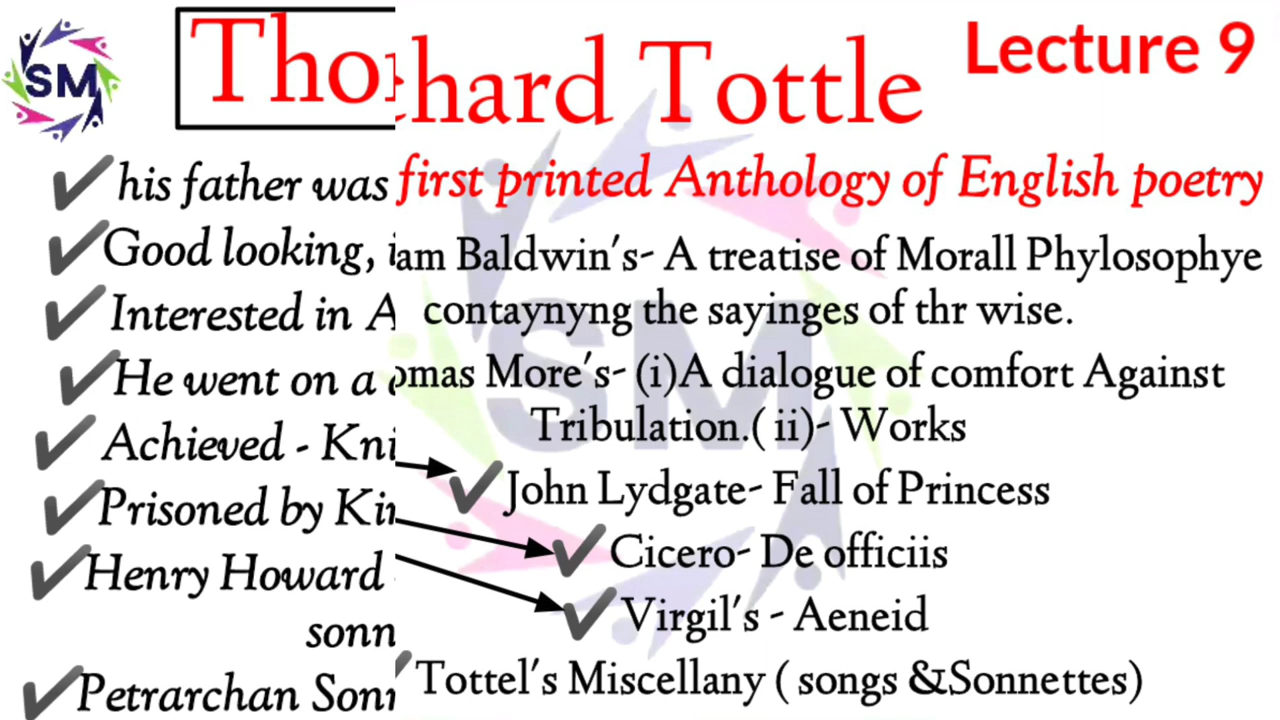 SM
Lecture 9
Tho
chard Tottle
his father was
first printed Anthology of English poetry
Good looking,
am Baldwin's- A treatise of Morall Phylosophye
Interested in A
contaynyng the sayinges of thr wise.
He went on a
omas More's- (i)A dialogue of comfort Against
Tribulation.( ii)- Works
Achieved - Kni
John Lydgate- Fall of Princess
Prisoned by Kin
Cicero- De officiis
Henry Howard
Virgil's - Aeneid
sonn
Tottel's Miscellany ( songs &Sonnettes)
Petrarchan Sonn
SM